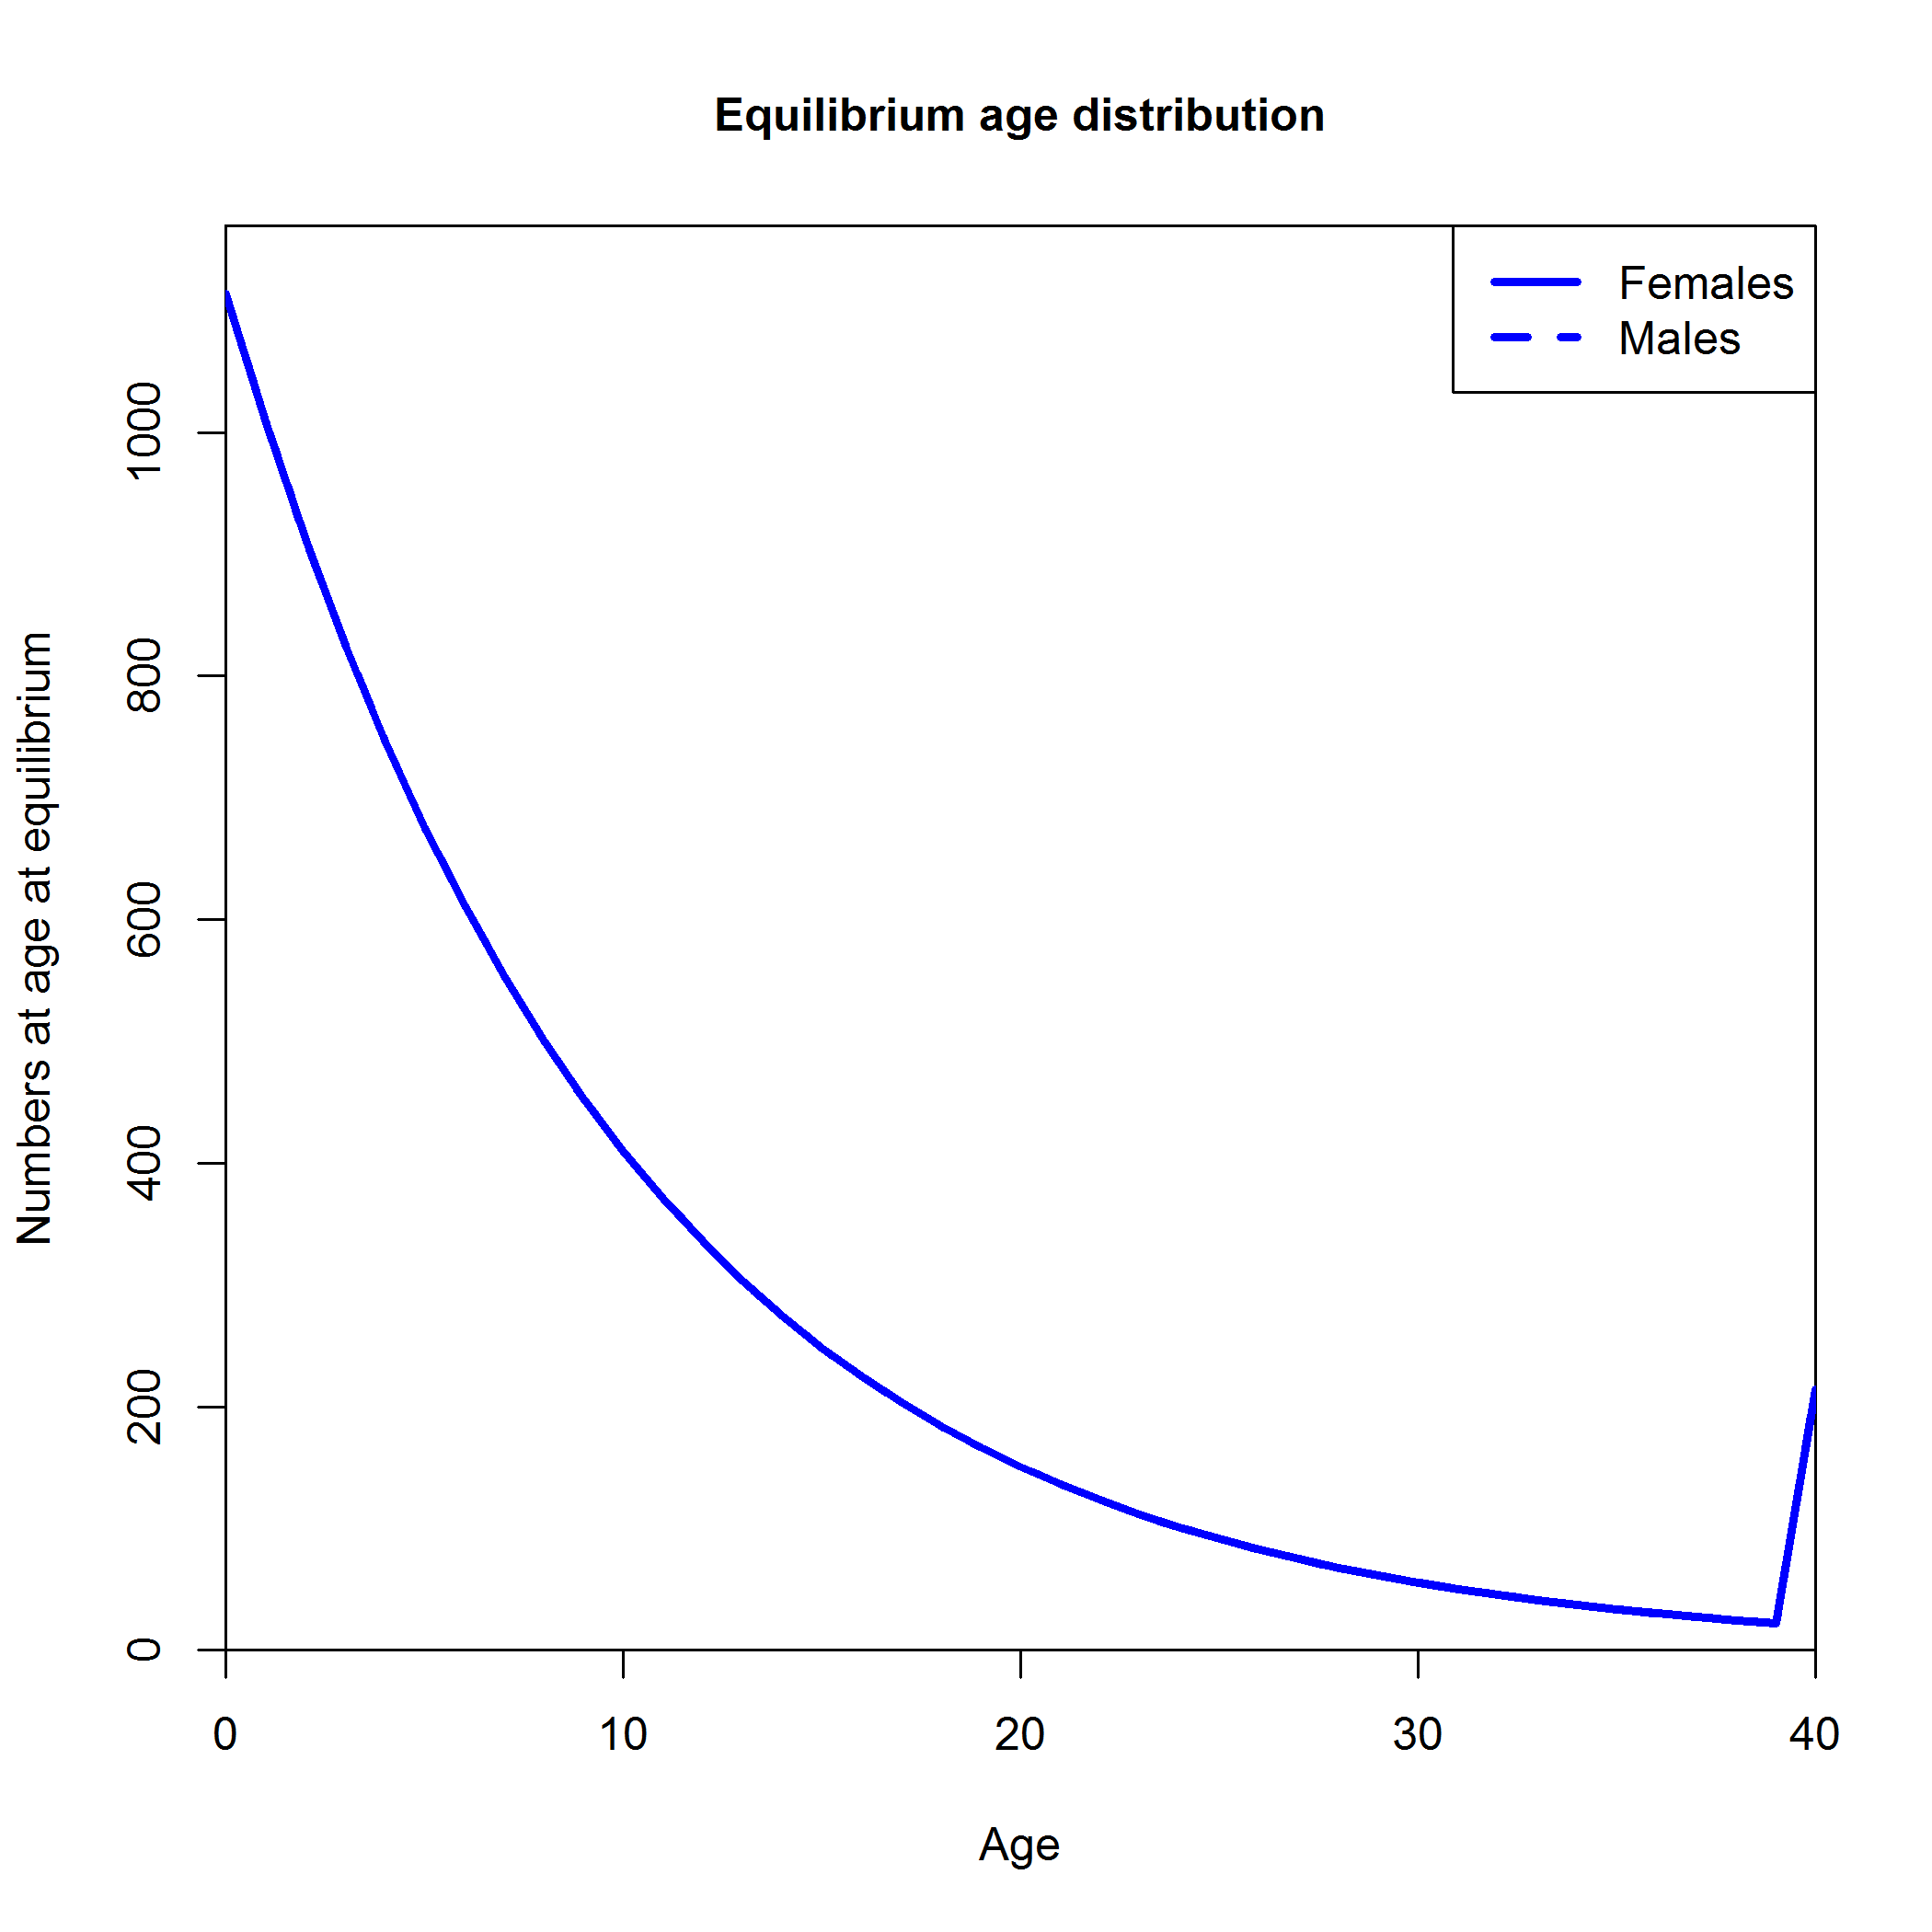 Equilibrium age distribution
Females
Males
Numbers at age at equilibrium
1000
800
600
400
200
0
0 10 20 30 40
Age